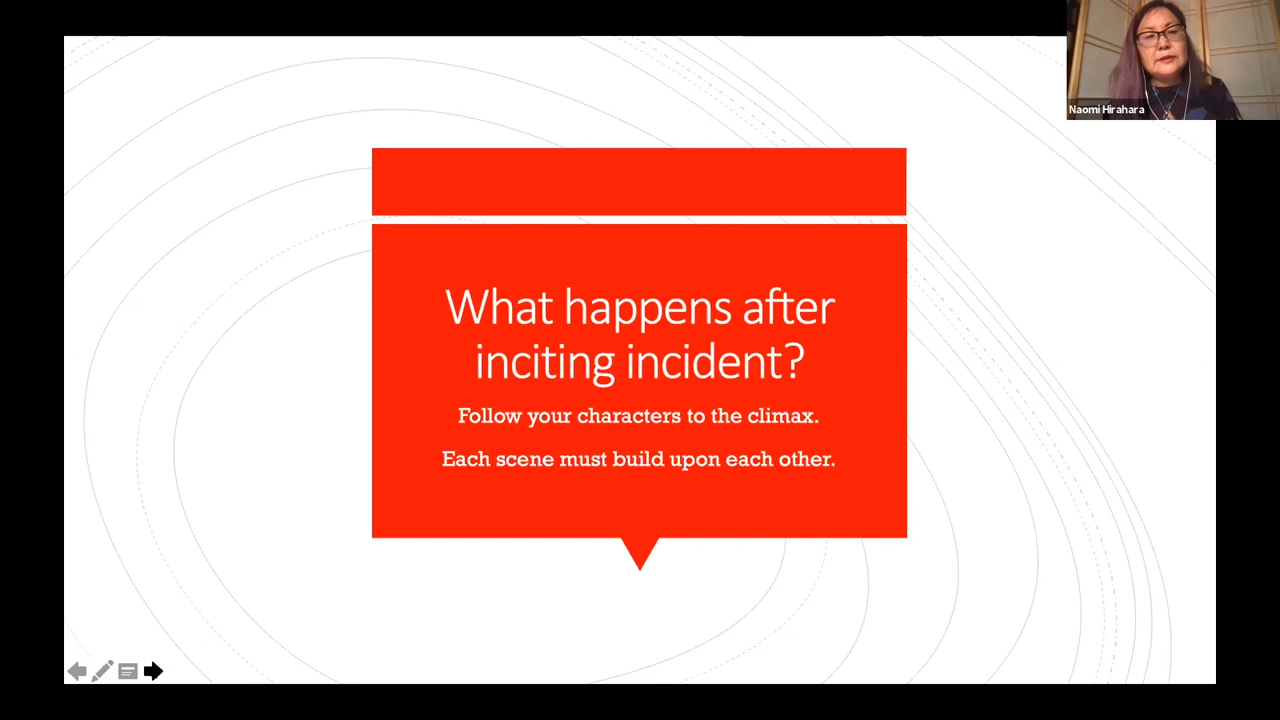 Naomi Hirahara
What happens after
inciting incident?
Follow your characters to the climax.
Each scene must build upon each other.